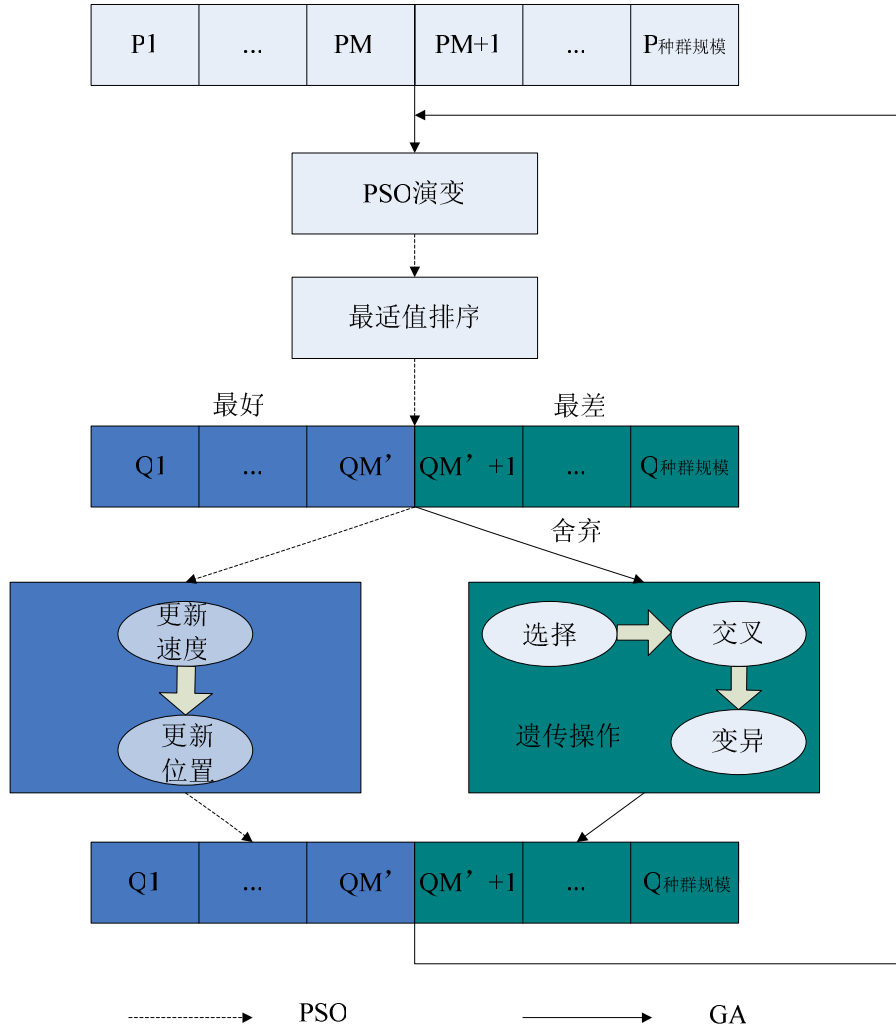 P1 ... PM PM+1 ... P种群规模
PSO演变
最适值排序
最好 最差
Q1 ... QM’ QM’+1 ... Q种群规模
舍弃
更新
速度
更新
位置
选择 交叉
遗传操作 变异
Q1 ... QM’ QM’+1 ... Q种群规模
PSO GA